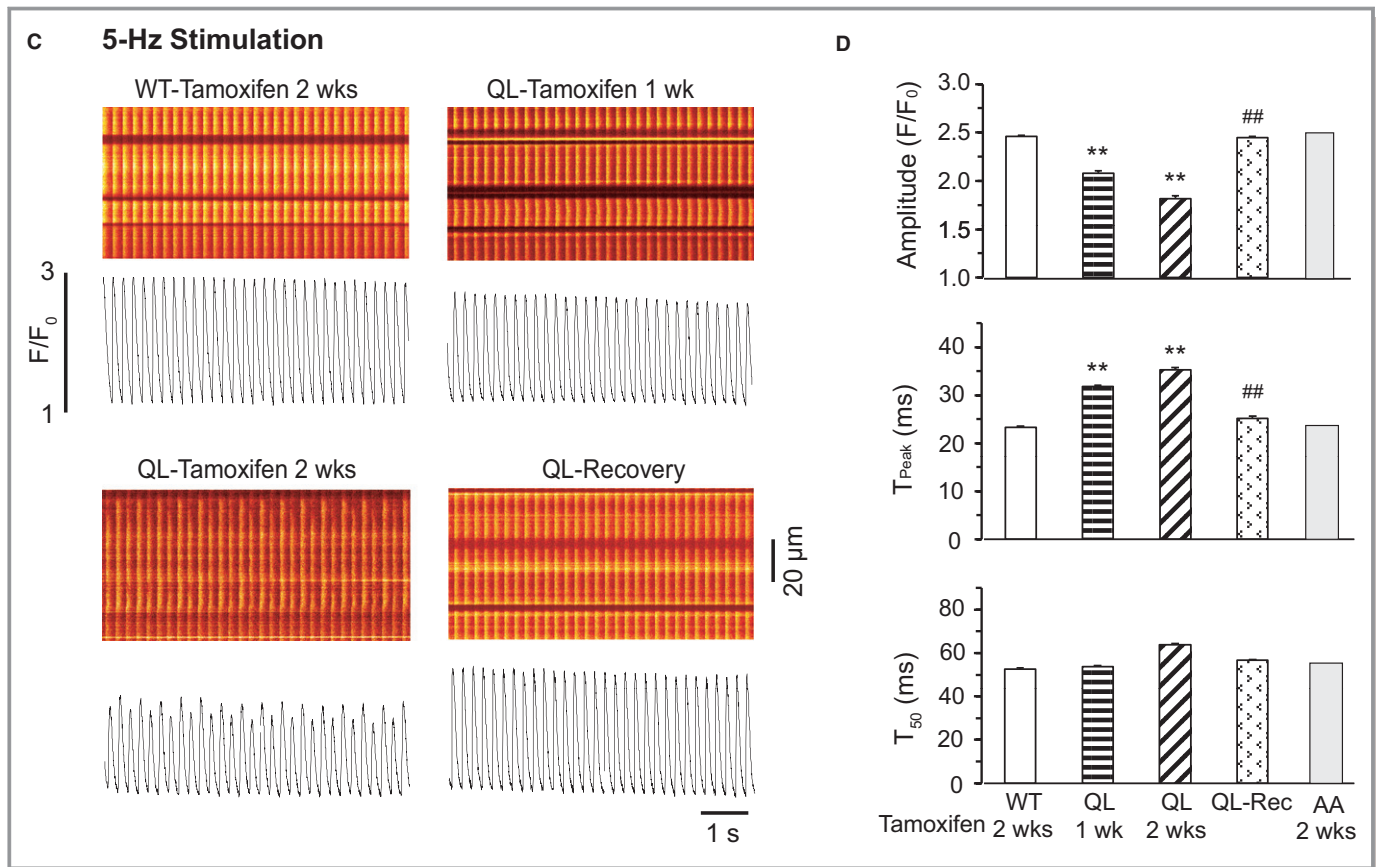 C 5-Hz Stimulation
WT-Tamoxifen 2 wks
QL-Tamoxifen 1 wk
3
F/F0
1
QL-Tamoxifen 2 wks
QL-Recovery
20 µm
1 s
D
Amplitude (F/F0)
3.0
2.5
2.0
1.5
1.0
**
**
##
TPeak (ms)
40
30
20
10
0
**
**
##
T50 (ms)
80
60
40
20
0
WT QL QL QL-Rec AA
Tamoxifen 2 wks 1 wk 2 wks 2 wks